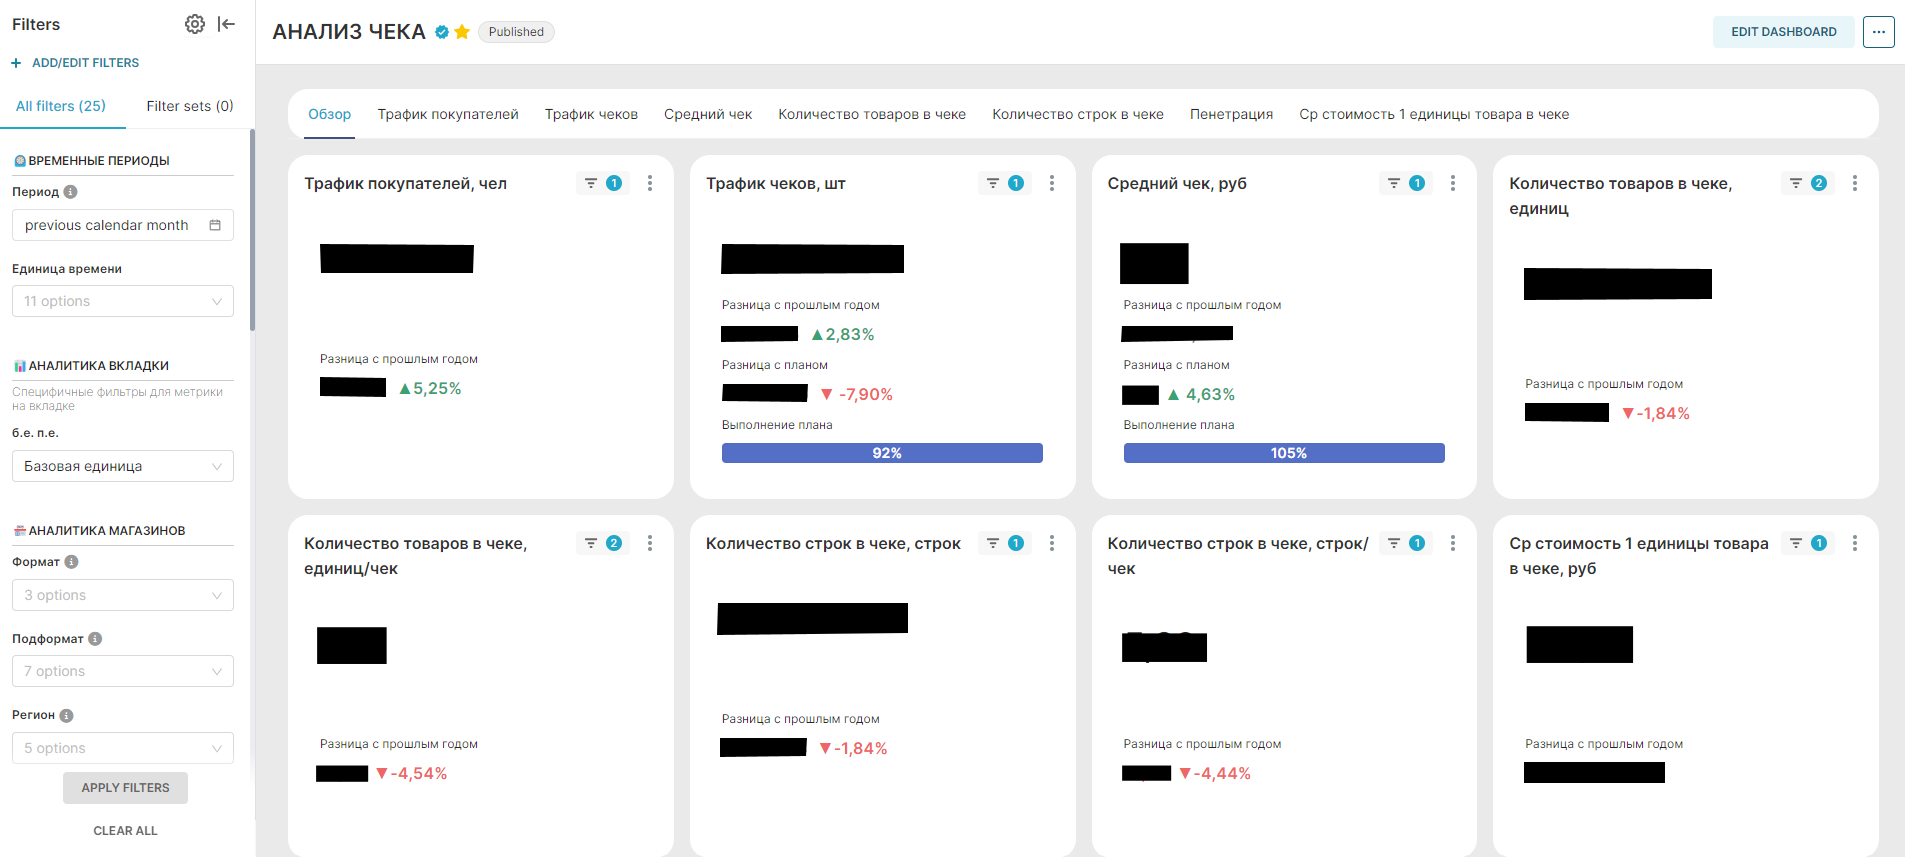 Filters
+ ADD/EDIT FILTERS
All filters (25)
Filter sets (0)
ВРЕМЕННЫЕ ПЕРИОДЫ
Период
previous calendar month
Единица времени
11 options
АНАЛИТИКА ВКЛАДКИ
Специфичные фильтры для метрики
на вкладке
б.е. п.е.
Базовая единица
АНАЛИТИКА МАГАЗИНОВ
Формат
3 options
Подформат
7 options
Регион
5 options
APPLY FILTERS
CLEAR ALL
АНАЛИЗ ЧЕКА
Published
EDIT DASHBOARD
Обзор
Трафик покупателей
Трафик чеков
Средний чек
Количество товаров в чеке
Количество строк в чеке
Пенетрация
Ср стоимость 1 единицы товара в чеке
Трафик покупателей, чел
1
Разница с прошлым годом
▲5,25%
Трафик чеков, шт
1
Разница с прошлым годом
▲2,83%
Разница с планом
▼ -7,90%
Выполнение плана
92%
Средний чек, руб
1
Разница с прошлым годом
Разница с планом
▲ 4,63%
Выполнение плана
105%
Количество товаров в чеке,
единиц
2
Разница с прошлым годом
▼-1,84%
Количество товаров в чеке,
единиц/чек
2
Разница с прошлым годом
▼-4,54%
Количество строк в чеке, строк
1
Разница с прошлым годом
▼-1,84%
Количество строк в чеке, строк/
чек
1
Разница с прошлым годом
▼-4,44%
Ср стоимость 1 единицы товара
в чеке, руб
1
Разница с прошлым годом